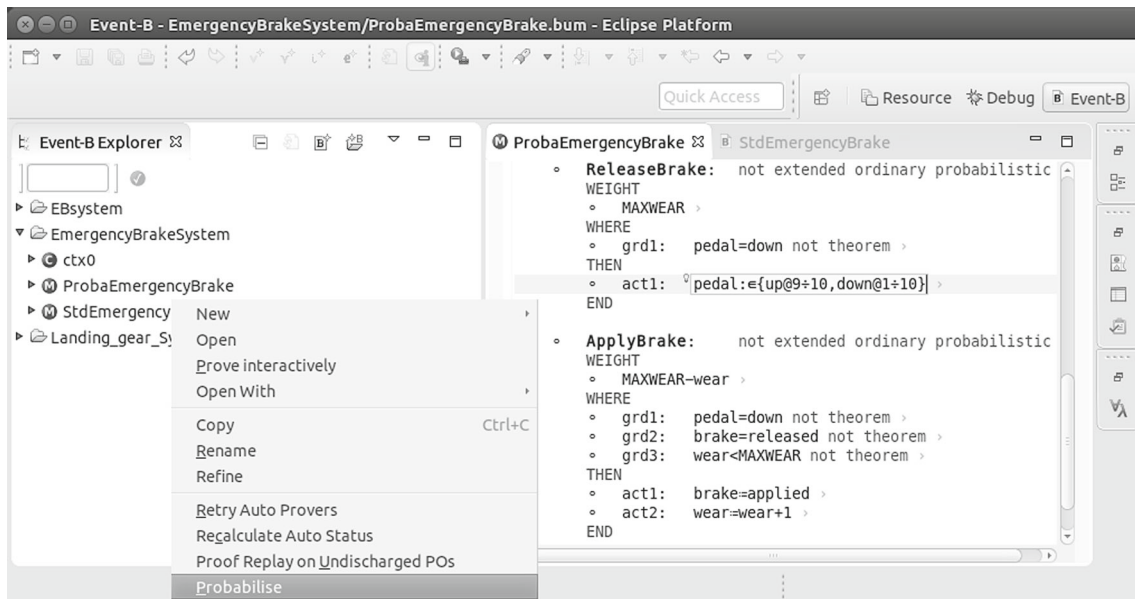 Event-B - EmergencyBrakeSystem/ProbaEmergencyBrake.bum - Eclipse Platform
Quick Access
Resource
Debug
Event-B
Event-B Explorer
EBsystem
EmergencyBrakeSystem
ctx0
ProbaEmergencyBrake
StdEmergency
Landing_gear_Sy
New
Open
Prove interactively
Open With
Copy Ctrl+C
Rename
Refine
Retry Auto Provers
Recalculate Auto Status
Proof Replay on Undischarged POs
Probabilise
ProbaEmergencyBrake
StdEmergencyBrake
ReleaseBrake: not extended ordinary probabilistic
WEIGHT
MAXWEAR
WHERE
grd1: pedal=down not theorem
THEN
act1: pedal:∈{up@9÷10,down@1÷10}
END
ApplyBrake: not extended ordinary probabilistic
WEIGHT
MAXWEAR−wear
WHERE
grd1: pedal=down not theorem
grd2: brake=released not theorem
grd3: wear<MAXWEAR not theorem
THEN
act1: brake≔applied
act2: wear≔wear+1
END